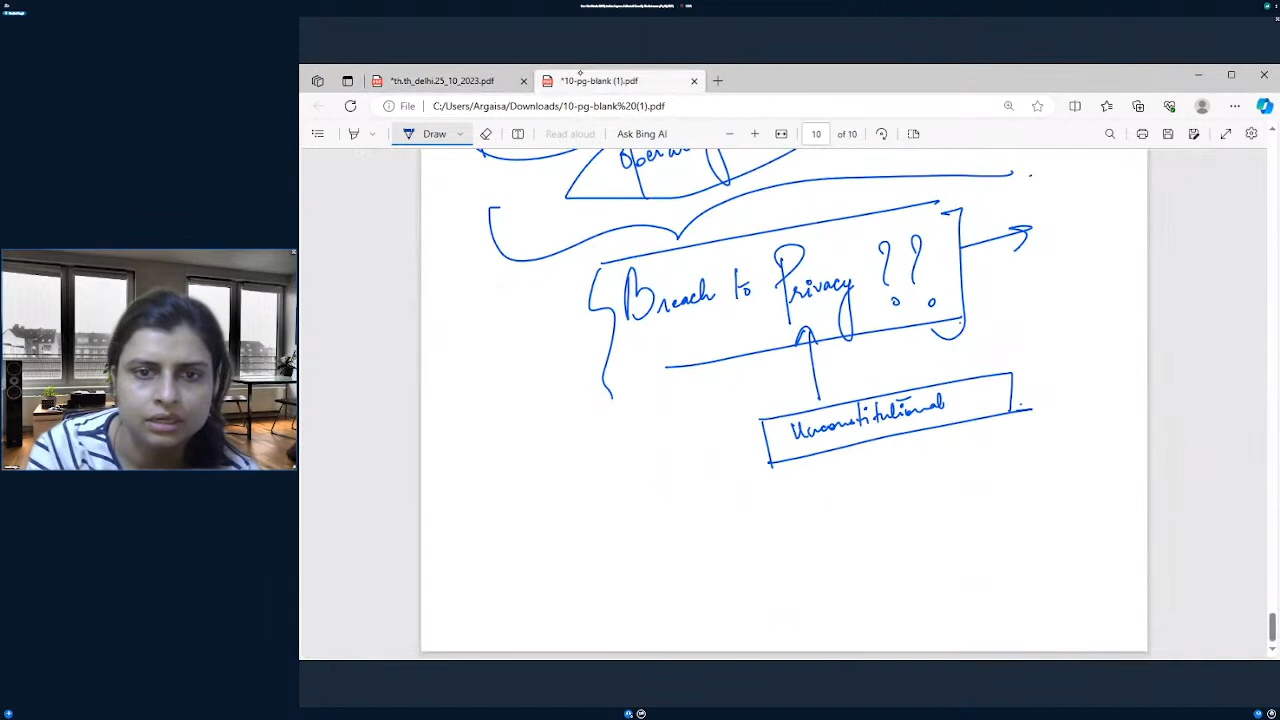 *th.th_delhi.25_10_2023.pdf
*10-pg-blank (1).pdf
File
C:/Users/Argaisa/Downloads/10-pg-blank%20(1).pdf
Draw
Read aloud
Ask Bing AI
10
of 10
Breach to Privacy ??
Unconstitutional